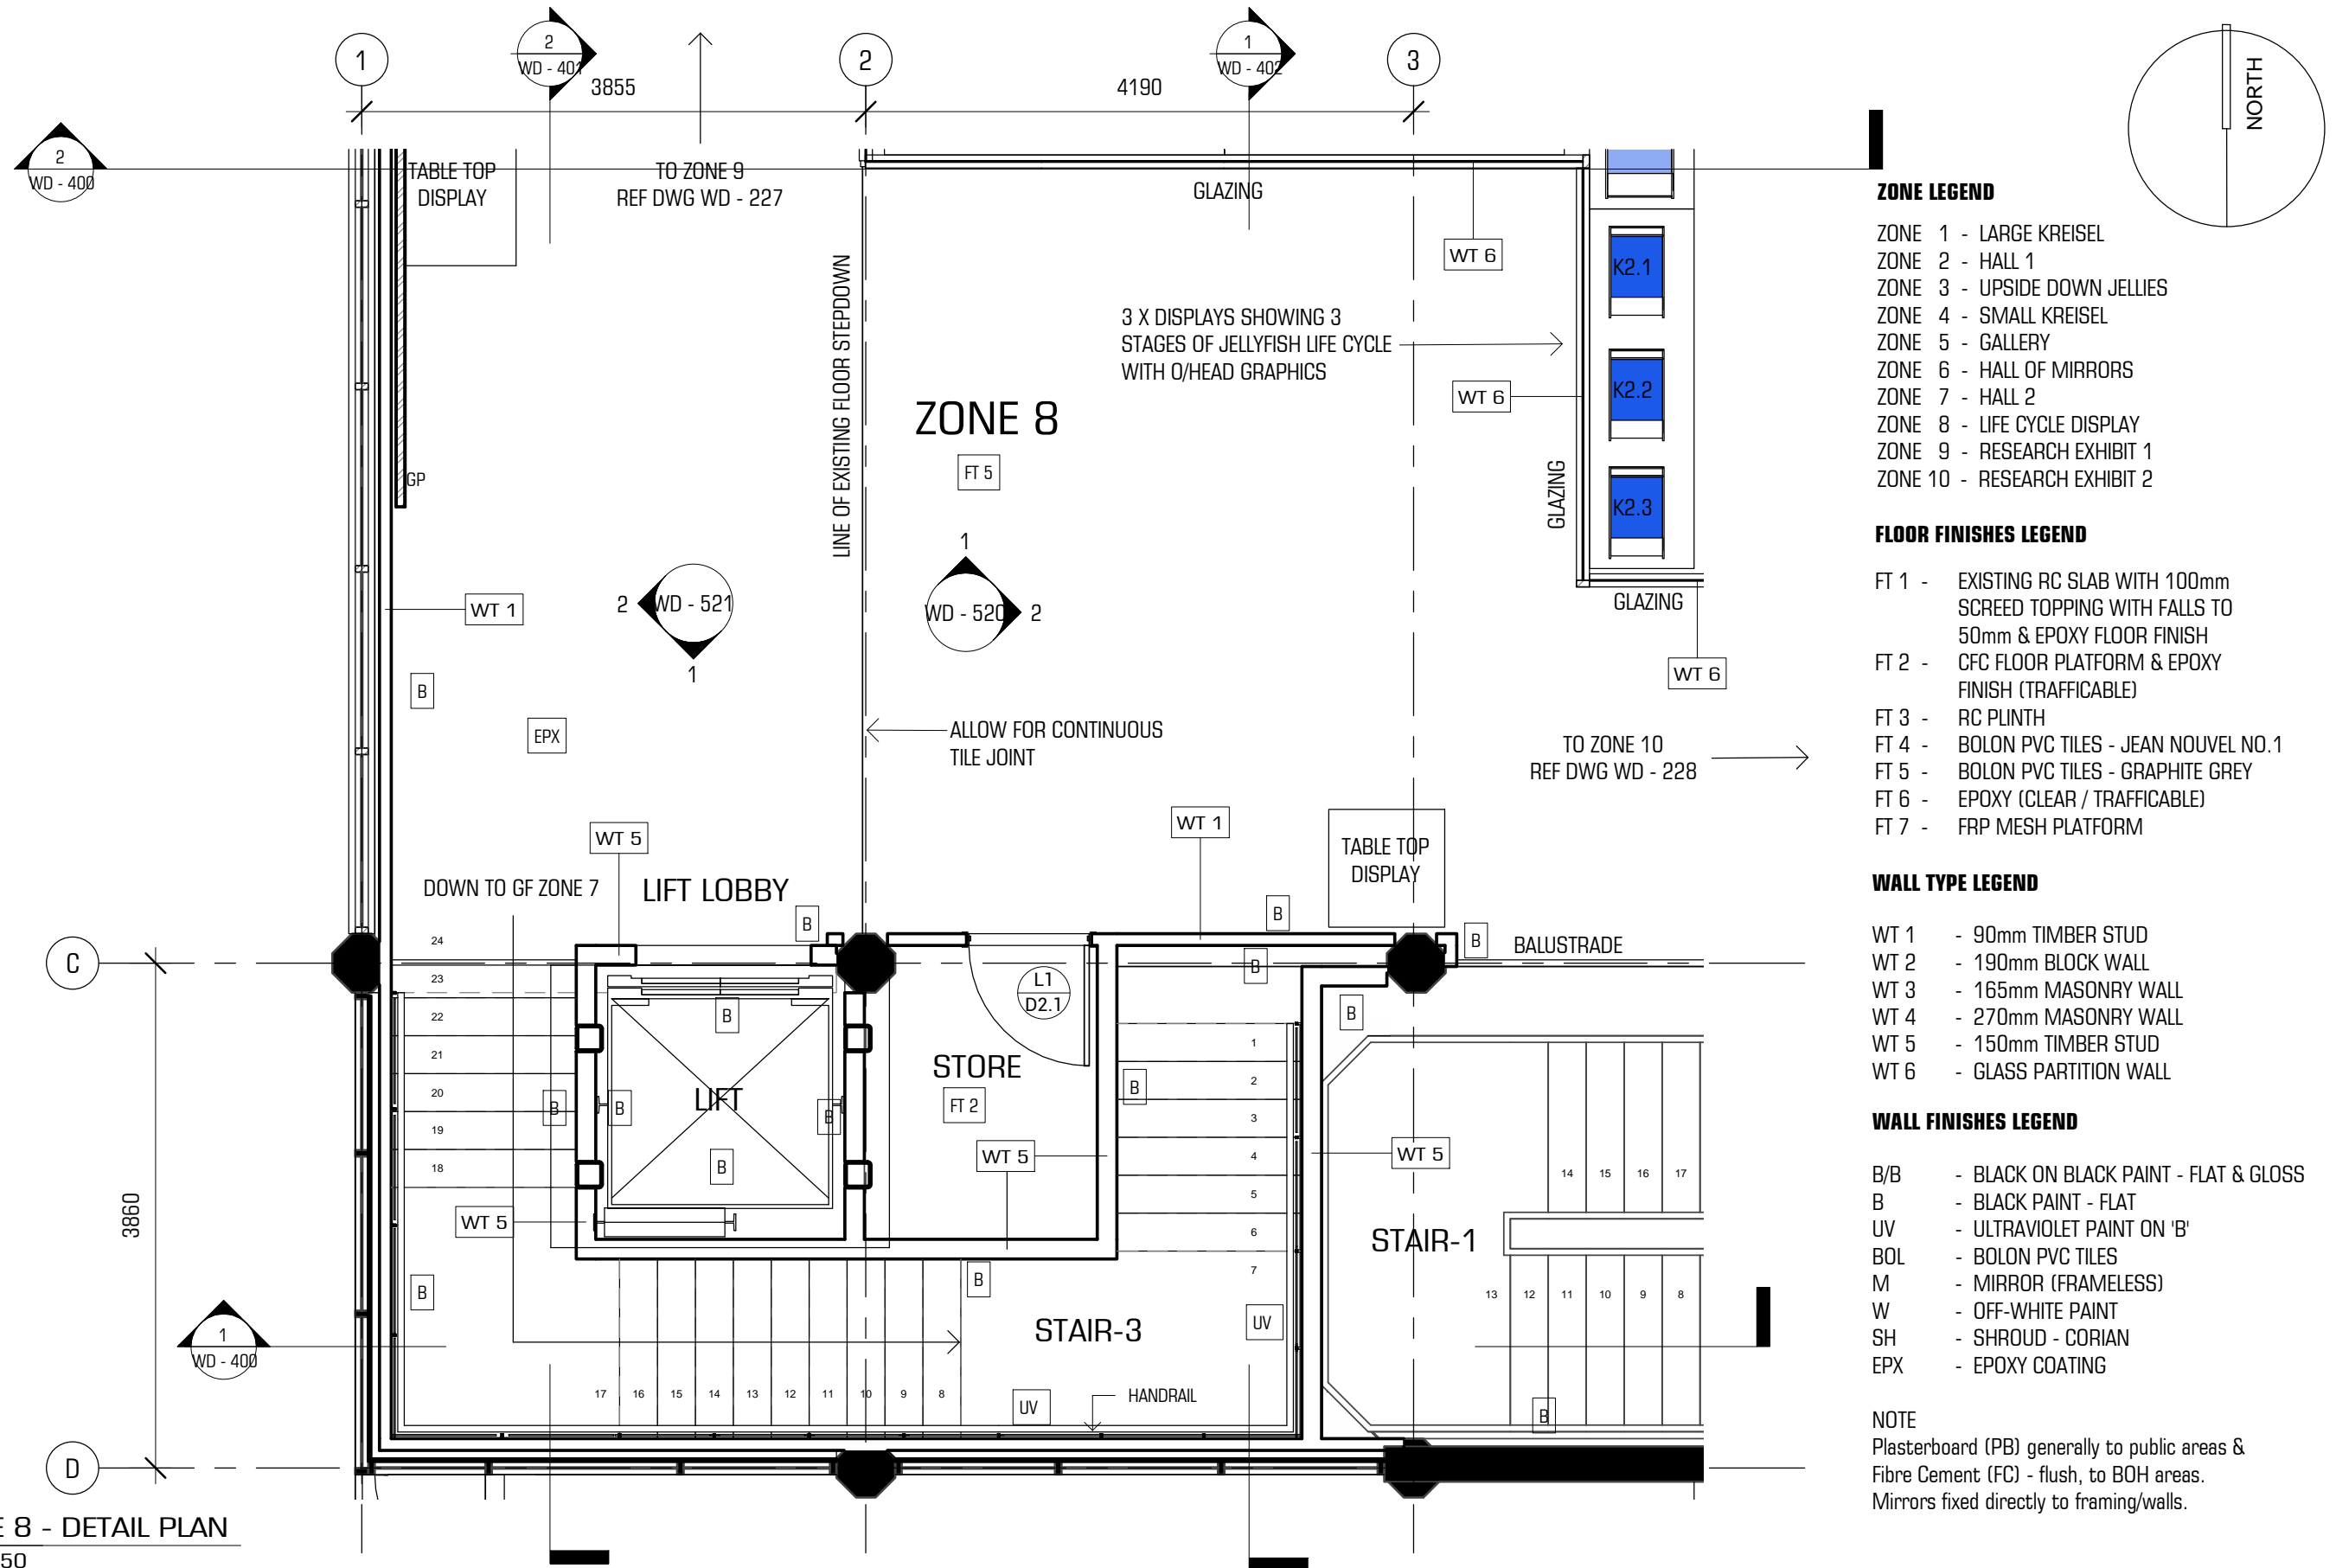 1
2
WD - 401
3855
2
4190
1
WD - 402
3
NORTH
2
WD - 400
TABLE TOP
DISPLAY
TO ZONE 9
REF DWG WD - 227
GLAZING
WT 6
LINE OF EXISTING FLOOR STEPDOWN
3 X DISPLAYS SHOWING 3
STAGES OF JELLYFISH LIFE CYCLE
WITH O/HEAD GRAPHICS
K2.1
K2.2
K2.3
WT 6
ZONE 8
FT 5
GP
GLAZING
GLAZING
WT 6
WT 1
2
WD - 521
1
1
WD - 520
2
B
EPX
ALLOW FOR CONTINUOUS
TILE JOINT
TO ZONE 10
REF DWG WD - 228
WT 5
WT 1
TABLE TOP
DISPLAY
DOWN TO GF ZONE 7
LIFT LOBBY
B
B
B
BALUSTRADE
C
24
23
22
21
20
19
18
B
B
B
LIFT
B
B
L1
D2.1
STORE
FT 2
B
B
B
1
2
3
4
5
6
7
WT 5
WT 5
WT 5
3860
14
15
16
17
STAIR-1
13
12
11
10
9
8
B
B
B
UV
STAIR-3
1
WD - 400
17
16
15
14
13
12
11
10
9
8
UV
HANDRAIL
B
D
E 8 - DETAIL PLAN
50
ZONE LEGEND
ZONE 1 - LARGE KREISEL
ZONE 2 - HALL 1
ZONE 3 - UPSIDE DOWN JELLIES
ZONE 4 - SMALL KREISEL
ZONE 5 - GALLERY
ZONE 6 - HALL OF MIRRORS
ZONE 7 - HALL 2
ZONE 8 - LIFE CYCLE DISPLAY
ZONE 9 - RESEARCH EXHIBIT 1
ZONE 10 - RESEARCH EXHIBIT 2
FLOOR FINISHES LEGEND
FT 1 - EXISTING RC SLAB WITH 100mm
SCREED TOPPING WITH FALLS TO
50mm & EPOXY FLOOR FINISH
FT 2 - CFC FLOOR PLATFORM & EPOXY
FINISH (TRAFFICABLE)
FT 3 - RC PLINTH
FT 4 - BOLON PVC TILES - JEAN NOUVEL NO.1
FT 5 - BOLON PVC TILES - GRAPHITE GREY
FT 6 - EPOXY (CLEAR / TRAFFICABLE)
FT 7 - FRP MESH PLATFORM
WALL TYPE LEGEND
WT 1 - 90mm TIMBER STUD
WT 2 - 190mm BLOCK WALL
WT 3 - 165mm MASONRY WALL
WT 4 - 270mm MASONRY WALL
WT 5 - 150mm TIMBER STUD
WT 6 - GLASS PARTITION WALL
WALL FINISHES LEGEND
B/B - BLACK ON BLACK PAINT - FLAT & GLOSS
B - BLACK PAINT - FLAT
UV - ULTRAVIOLET PAINT ON 'B'
BOL - BOLON PVC TILES
M - MIRROR (FRAMELESS)
W - OFF-WHITE PAINT
SH - SHROUD - CORIAN
EPX - EPOXY COATING
NOTE
Plasterboard (PB) generally to public areas &
Fibre Cement (FC) - flush, to BOH areas.
Mirrors fixed directly to framing/walls.